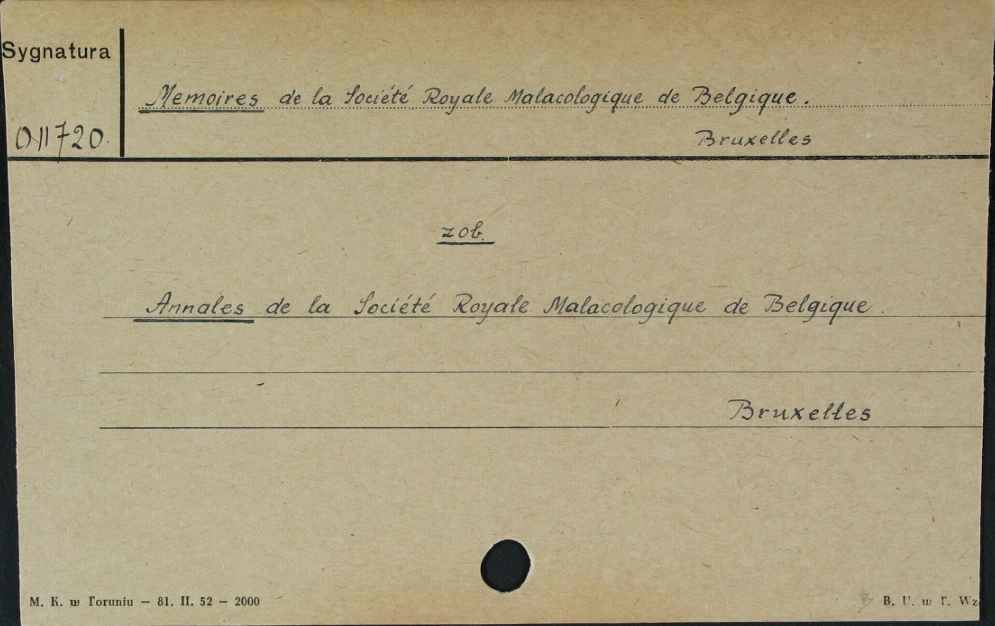 Sygnatura
Memoires de la Société Royale Malacologique de Belgique.
011720.
Bruxelles
zob.
Annales de la Société Royale Malacologique de Belgique.
Bruxelles
M. K. w Toruniu — 81. II. 52 — 2000
B. U. w T. Wz